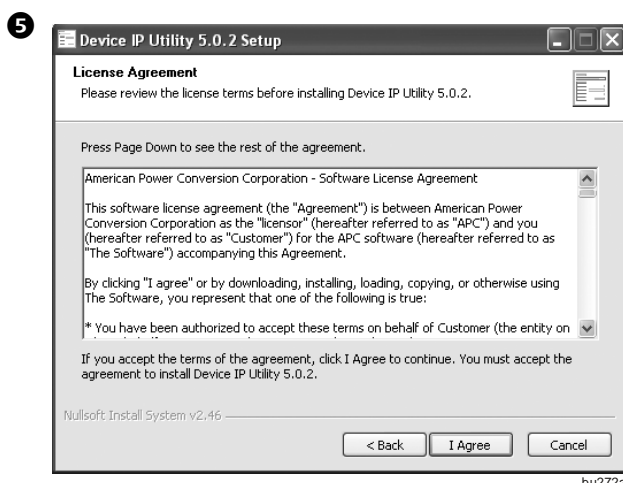 5
Device IP Utility 5.0.2 Setup
License Agreement
Please review the license terms before installing Device IP Utility 5.0.2.
Press Page Down to see the rest of the agreement.
American Power Conversion Corporation - Software License Agreement
This software license agreement (the "Agreement") is between American Power
Conversion Corporation as the "licensor" (hereafter referred to as "APC") and you
(hereafter referred to as "Customer") for the APC software (hereafter referred to as
"The Software") accompanying this Agreement.
By clicking "I agree" or by downloading, installing, loading, copying, or otherwise using
The Software, you represent that one of the following is true:
* You have been authorized to accept these terms on behalf of Customer (the entity on
If you accept the terms of the agreement, click I Agree to continue. You must accept the
agreement to install Device IP Utility 5.0.2.
Nullsoft Install System v2.46
< Back I Agree Cancel